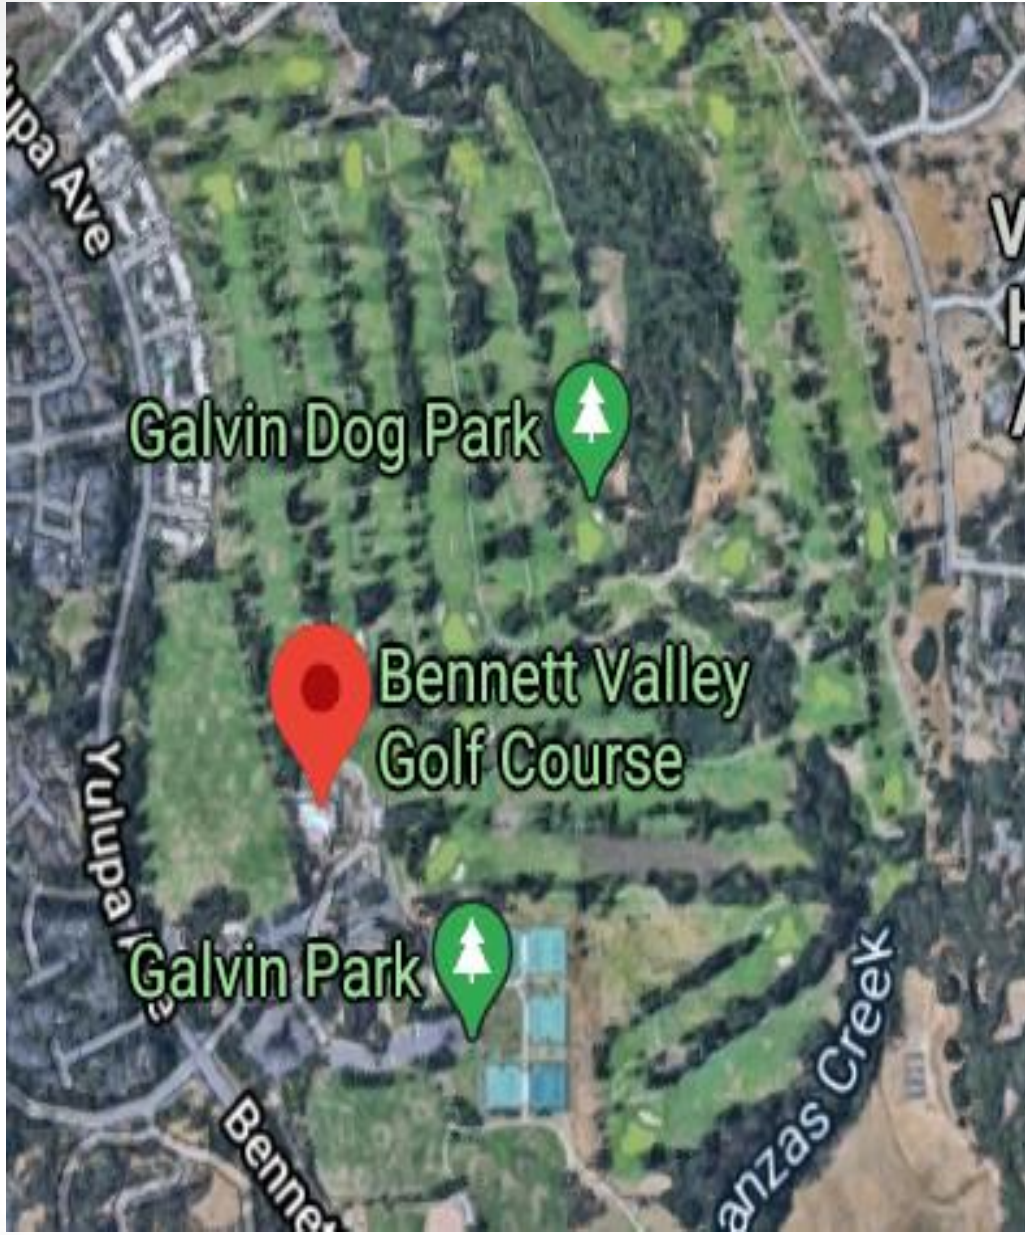 upa Ave
V
H
A
Galvin Dog Park
Bennett Valley
Golf Course
Yulupa
Galvin Park
anzas Creek
Bennet